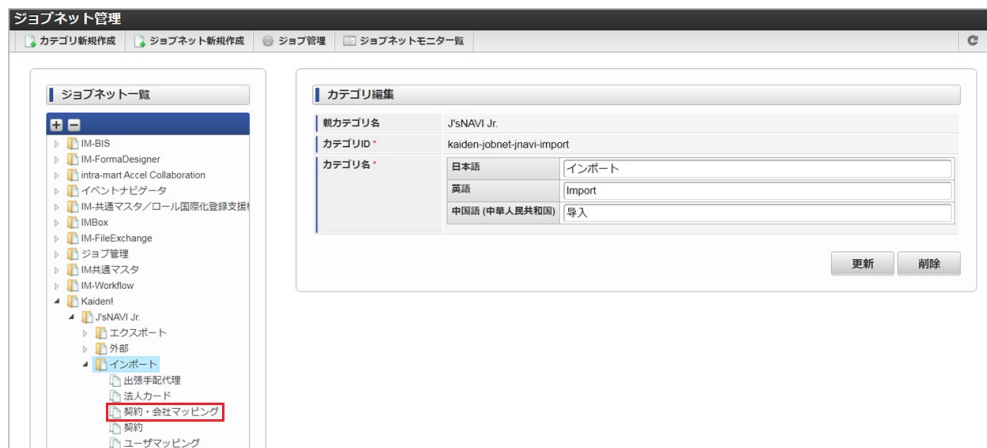 ジョブネット管理
カテゴリ新規作成 ジョブネット新規作成 ジョブ管理 ジョブネットモニター覧
ジョブネット一覧
IM-BIS
IM-FormaDesigner
intra-mart Accel Collaboration
イベントナビゲータ
IM-共通マスタ／ロール国際化登録支援
IMBox
IM-FileExchange
ジョブ管理
IM共通マスタ
IM-Workflow
Kaiden!
J'sNAVI Jr.
エクスポート
外部
インポート
出張手配代理
法人カード
契約・会社マッピング
契約
ユーザマッピング
カテゴリ編集
親カテゴリ名 J'sNAVI Jr.
カテゴリID * kaiden-jobnet-jnavi-import
カテゴリ名 * 日本語 インポート
英語 Import
中国語 (中華人民共和国) 导入
更新 削除